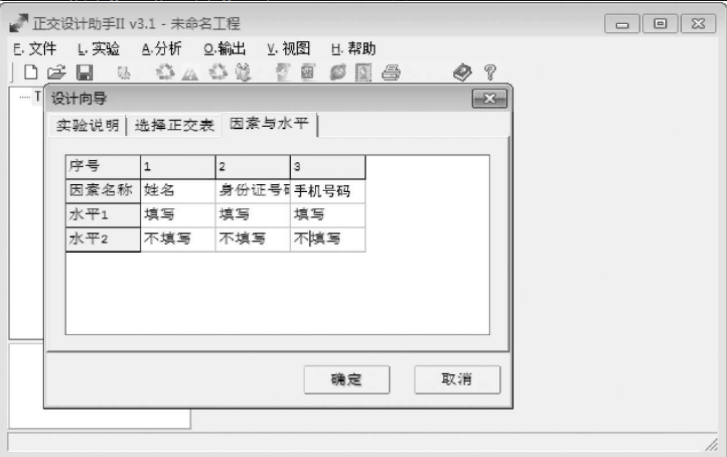 正交设计助手II v3.1 - 未命名工程
F.文件 L.实验 A.分析 O.输出 V.视图 H.帮助
设计向导
实验说明 选择正交表 因素与水平
序号 1 2 3
因素名称 姓名 身份证号 手机号码
水平1 填写 填写 填写
水平2 不填写 不填写 不填写
确定 取消